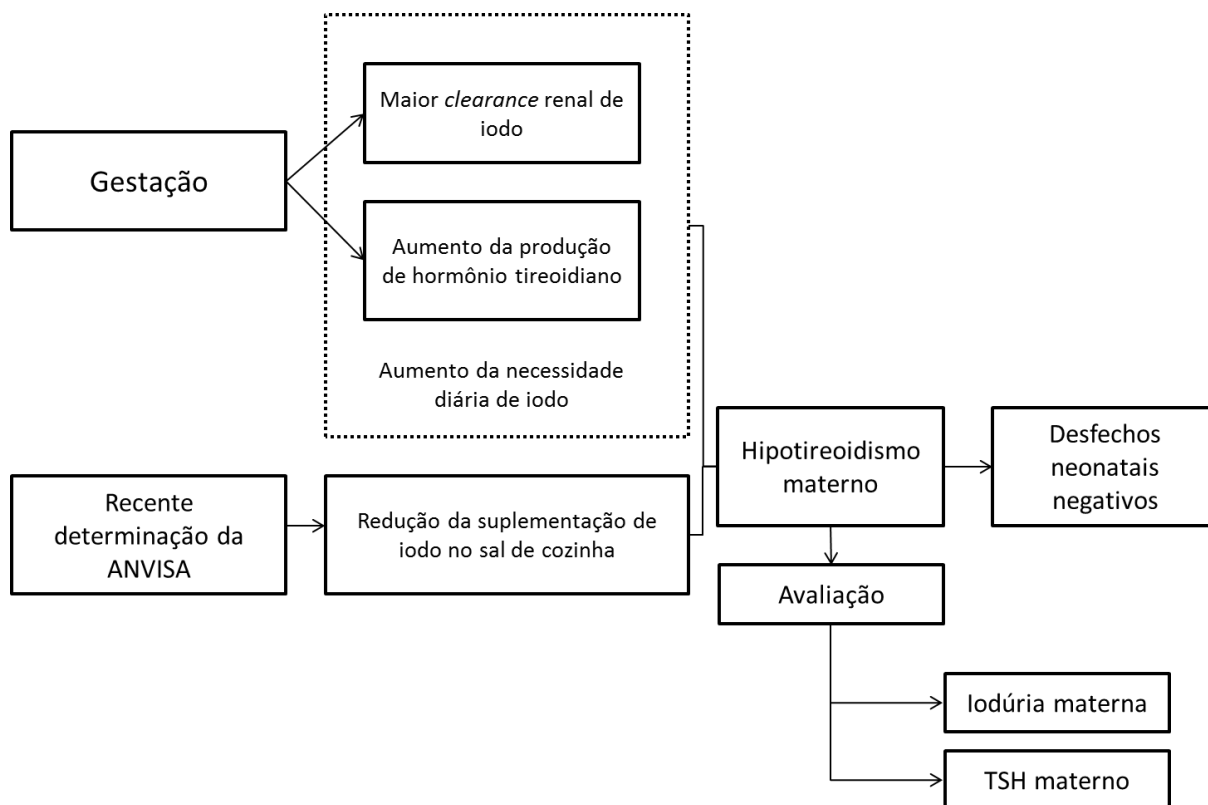 Gestação
Maior clearance renal de
iodo
Aumento da produção
de hormônio tireoidiano
Aumento da necessidade
diária de iodo
Recente
determinação da
ANVISA
Redução da suplementação de
iodo no sal de cozinha
Hipotireoidismo
materno
Desfechos
neonatais
negativos
Avaliação
Iodúria materna
TSH materno